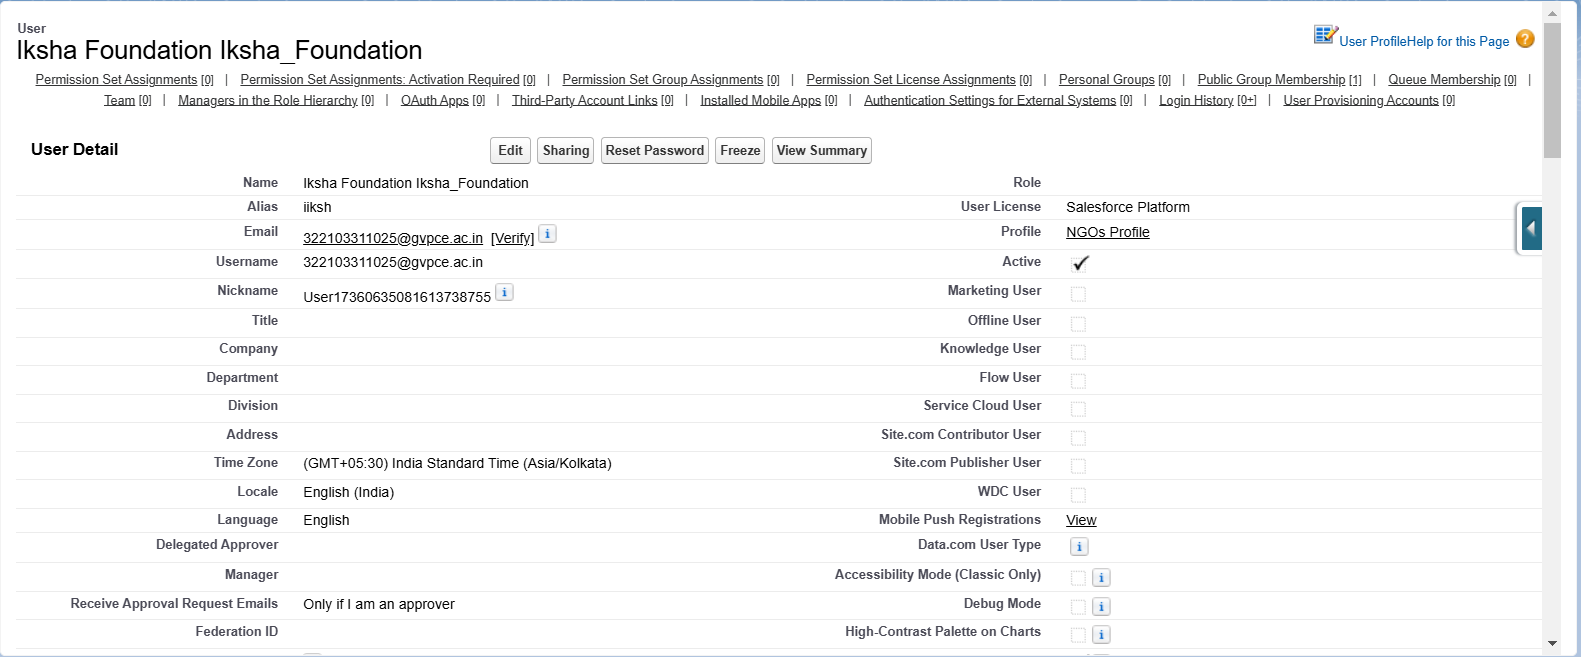 User
Iksha Foundation Iksha_Foundation
User Profile Help for this Page ?
Permission Set Assignments [0] | Permission Set Assignments: Activation Required [0] | Permission Set Group Assignments [0] | Permission Set License Assignments [0] | Personal Groups [0] | Public Group Membership [1] | Queue Membership [0] |
Team [0] | Managers in the Role Hierarchy [0] | OAuth Apps [0] | Third-Party Account Links [0] | Installed Mobile Apps [0] | Authentication Settings for External Systems [0] | Login History [0+] | User Provisioning Accounts [0]
User Detail
Edit Sharing Reset Password Freeze View Summary
Name Iksha Foundation Iksha_Foundation Role
Alias iiksh User License Salesforce Platform
Email 322103311025@gvpce.ac.in [Verify] i Profile NGOs Profile
Username 322103311025@gvpce.ac.in Active
Nickname User17360635081613738755 i Marketing User
Title Offline User
Company Knowledge User
Department Flow User
Division Service Cloud User
Address Site.com Contributor User
Time Zone (GMT+05:30) India Standard Time (Asia/Kolkata) Site.com Publisher User
Locale English (India) WDC User
Language English Mobile Push Registrations View
Delegated Approver Data.com User Type i
Manager Accessibility Mode (Classic Only) i
Receive Approval Request Emails Only if I am an approver Debug Mode i
Federation ID High-Contrast Palette on Charts i